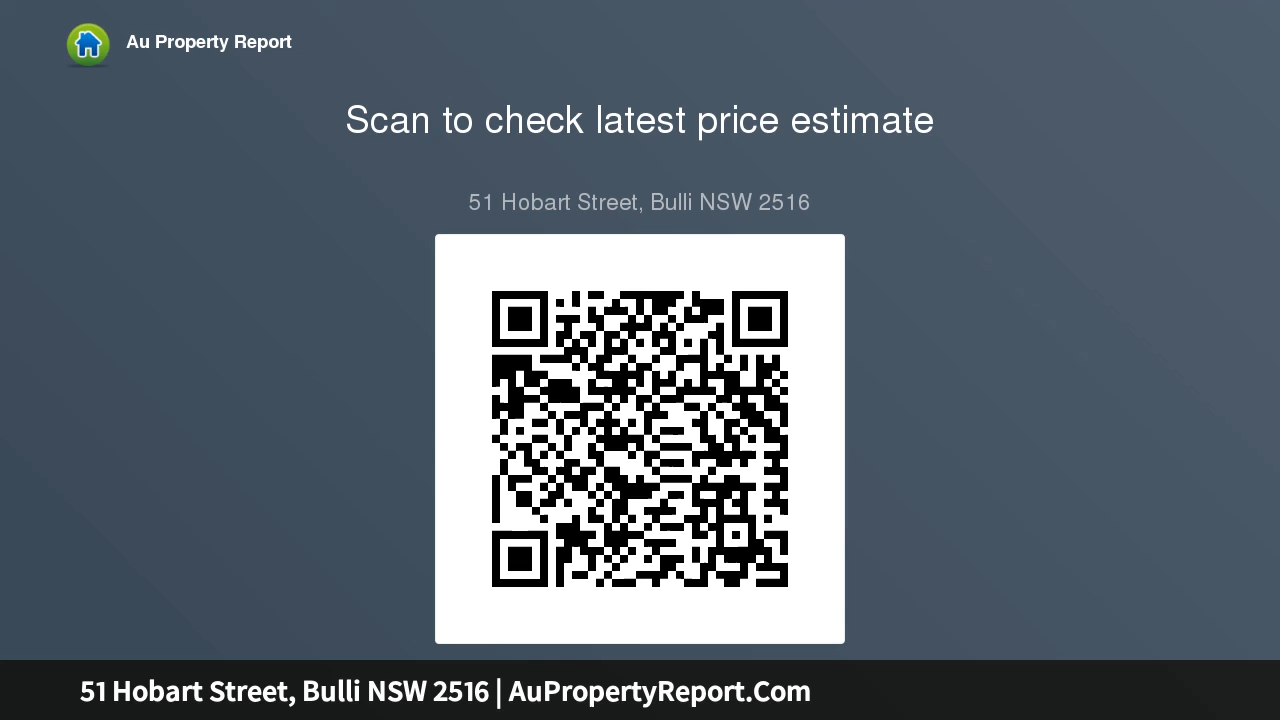 Au Property Report
Scan to check latest price estimate
51 Hobart Street, Bulli NSW 2516
51 Hobart Street, Bulli NSW 2516 | AuPropertyReport.Com